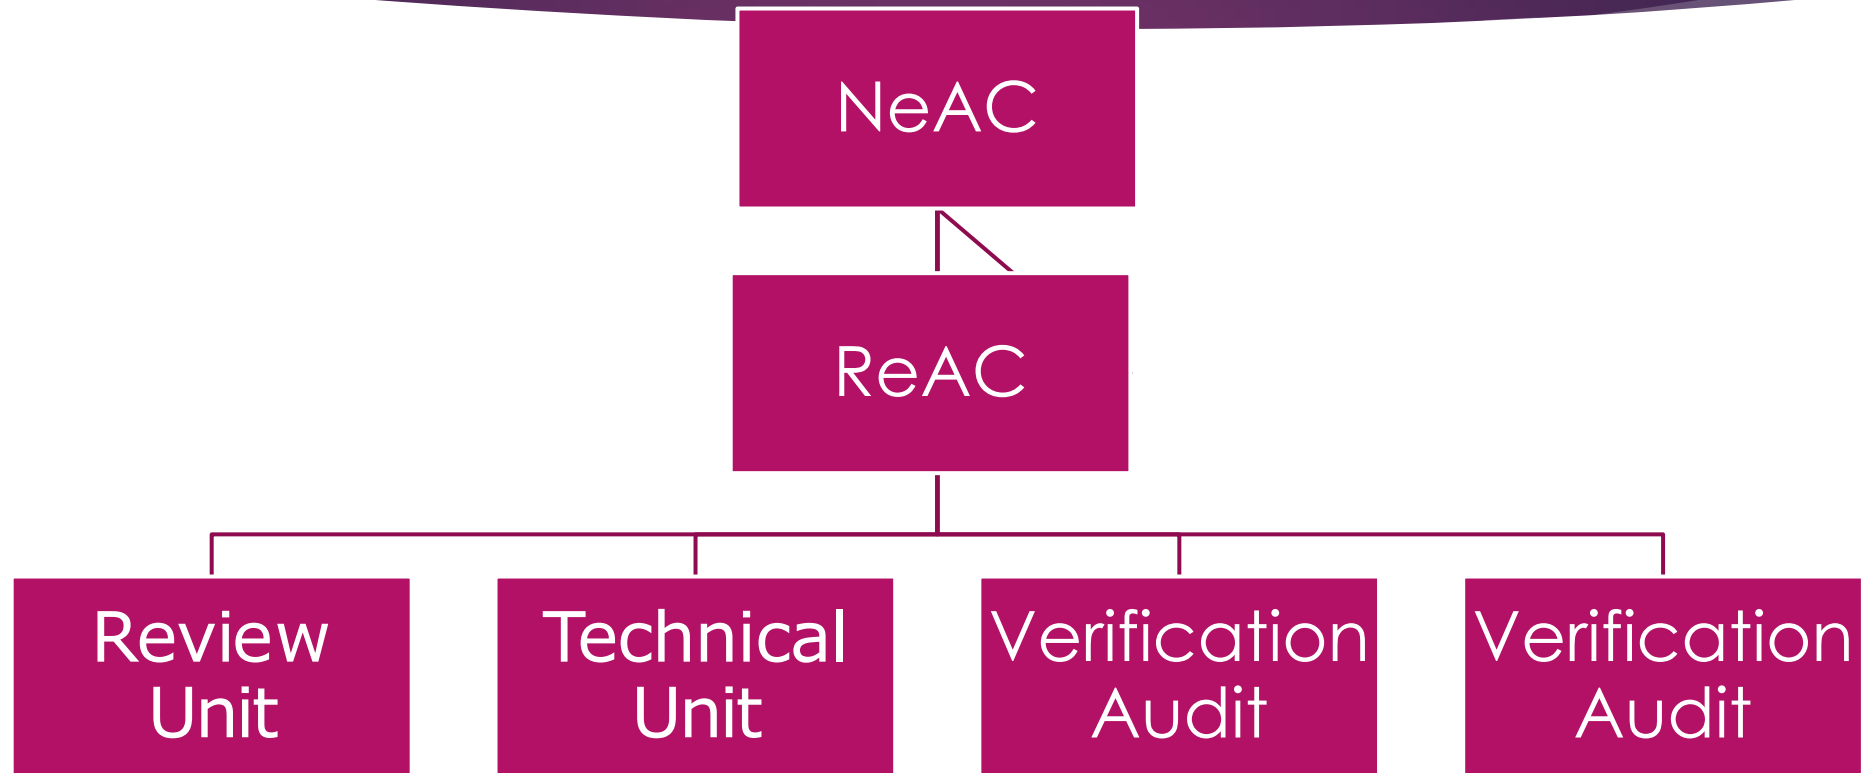 NeAC
ReAC
Review
Unit
Technical
Unit
Verification
Audit
Verification
Audit